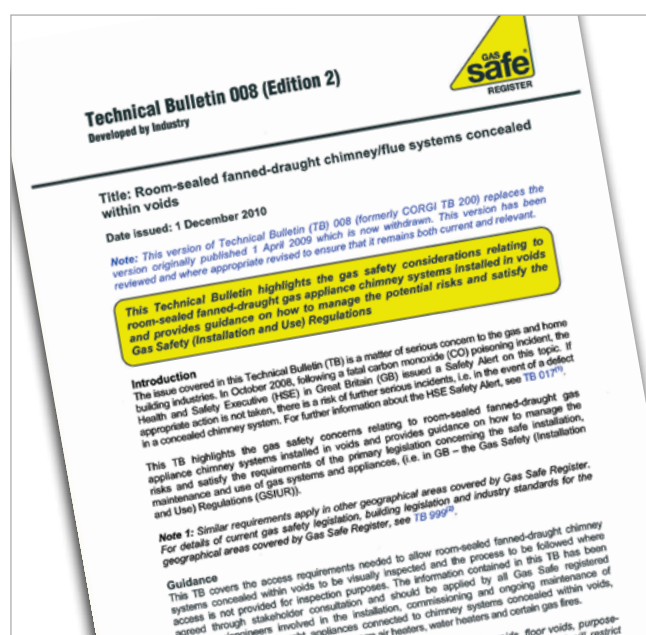 Technical Bulletin 008 (Edition 2)
Developed by Industry
GAS
safe
REGISTER
Title: Room-sealed fanned-draught chimney/flue systems concealed
within voids
Date issued: 1 December 2010
Note: This version of Technical Bulletin (TB) 008 (formerly CORGI TB 200) replaces the
version originally published 1 April 2009 which is now withdrawn. This version has been
reviewed and where appropriate revised to ensure that it remains both current and relevant.
This Technical Bulletin highlights the gas safety considerations relating to
room-sealed fanned-draught gas appliance chimney systems installed in voids
and provides guidance on how to manage the potential risks and satisfy the
Gas Safety (Installation and Use) Regulations
Introduction
The issue covered in this Technical Bulletin (TB) is a matter of serious concern to the gas and home
building industries. In October 2008, following a fatal carbon monoxide (CO) poisoning incident, the
Health and Safety Executive (HSE) in Great Britain (GB) issued a Safety Alert on this topic. If
appropriate action is not taken, there is a risk of further serious incidents, i.e. in the event of a defect
in a concealed chimney system. For further information about the HSE Safety Alert, see TB 017(1).
This TB highlights the gas safety concerns relating to room-sealed fanned-draught gas
appliance chimney systems installed in voids and provides guidance on how to manage the
risks and satisfy the requirements of the primary legislation concerning the safe installation,
maintenance and use of gas systems and appliances, (i.e. in GB – the Gas Safety (Installation
and Use) Regulations (GSIUR)).
Note 1: Similar requirements apply in other geographical areas covered by Gas Safe Register.
For details of current gas safety legislation, building legislation and industry standards for the
geographical areas covered by Gas Safe Register, see TB 999(2).
Guidance
This TB covers the access requirements needed to allow room-sealed fanned-draught chimney
systems concealed within voids to be visually inspected and the process to be followed where
access is not provided for inspection purposes. The information contained in this TB has been
agreed through stakeholder consultation and should be applied by all Gas Safe registered
engineers involved in the installation, commissioning and ongoing maintenance of
appliances connected to chimney systems concealed within voids,
air heaters, water heaters and certain gas fires.
floor voids, purpose-
restrict